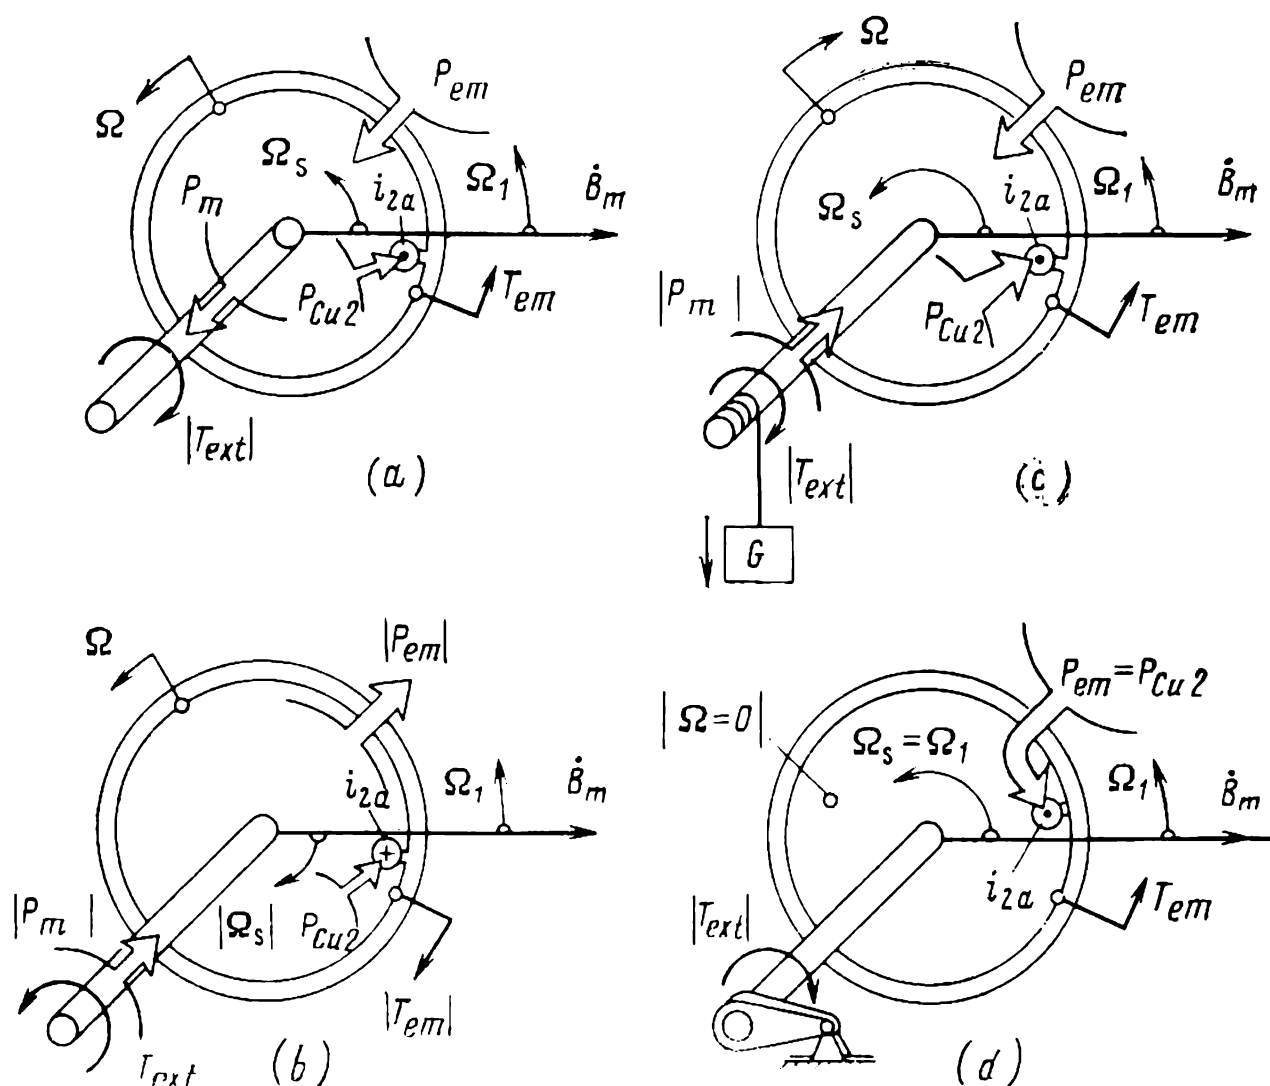 Ω
P_em
Ω_s
i_2a
Ω_1
Ḃ_m
P_m
P_Cu2
T_em
|T_ext|
(a)
Ω
P_em
Ω_s
i_2a
Ω_1
Ḃ_m
|P_m|
P_Cu2
T_em
|T_ext|
G
(c)
Ω
|P_em|
i_2a
Ω_1
Ḃ_m
|P_m|
|Ω_s|
P_Cu2
|T_em|
T_ext
(b)
P_em=P_Cu2
|Ω=0|
Ω_s=Ω_1
Ω_1
Ḃ_m
i_2a
T_em
|T_ext|
(d)